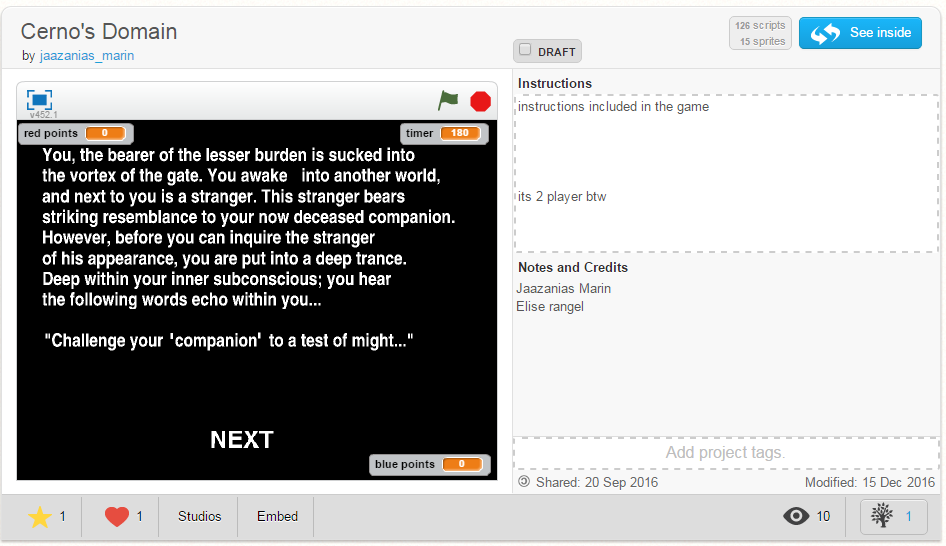 Cerno's Domain
by jaazanias_marin
DRAFT
126 scripts
15 sprites
See inside
v452.1
red points 0
timer 180
You, the bearer of the lesser burden is sucked into
the vortex of the gate. You awake into another world,
and next to you is a stranger. This stranger bears
striking resemblance to your now deceased companion.
However, before you can inquire the stranger
of his appearance, you are put into a deep trance.
Deep within your inner subconscious; you hear
the following words echo within you...
"Challenge your 'companion' to a test of might..."
NEXT
blue points 0
Instructions
instructions included in the game
its 2 player btw
Notes and Credits
Jaazanias Marin
Elise rangel
Add project tags.
Shared: 20 Sep 2016 Modified: 15 Dec 2016
1 1 Studios Embed 10 1